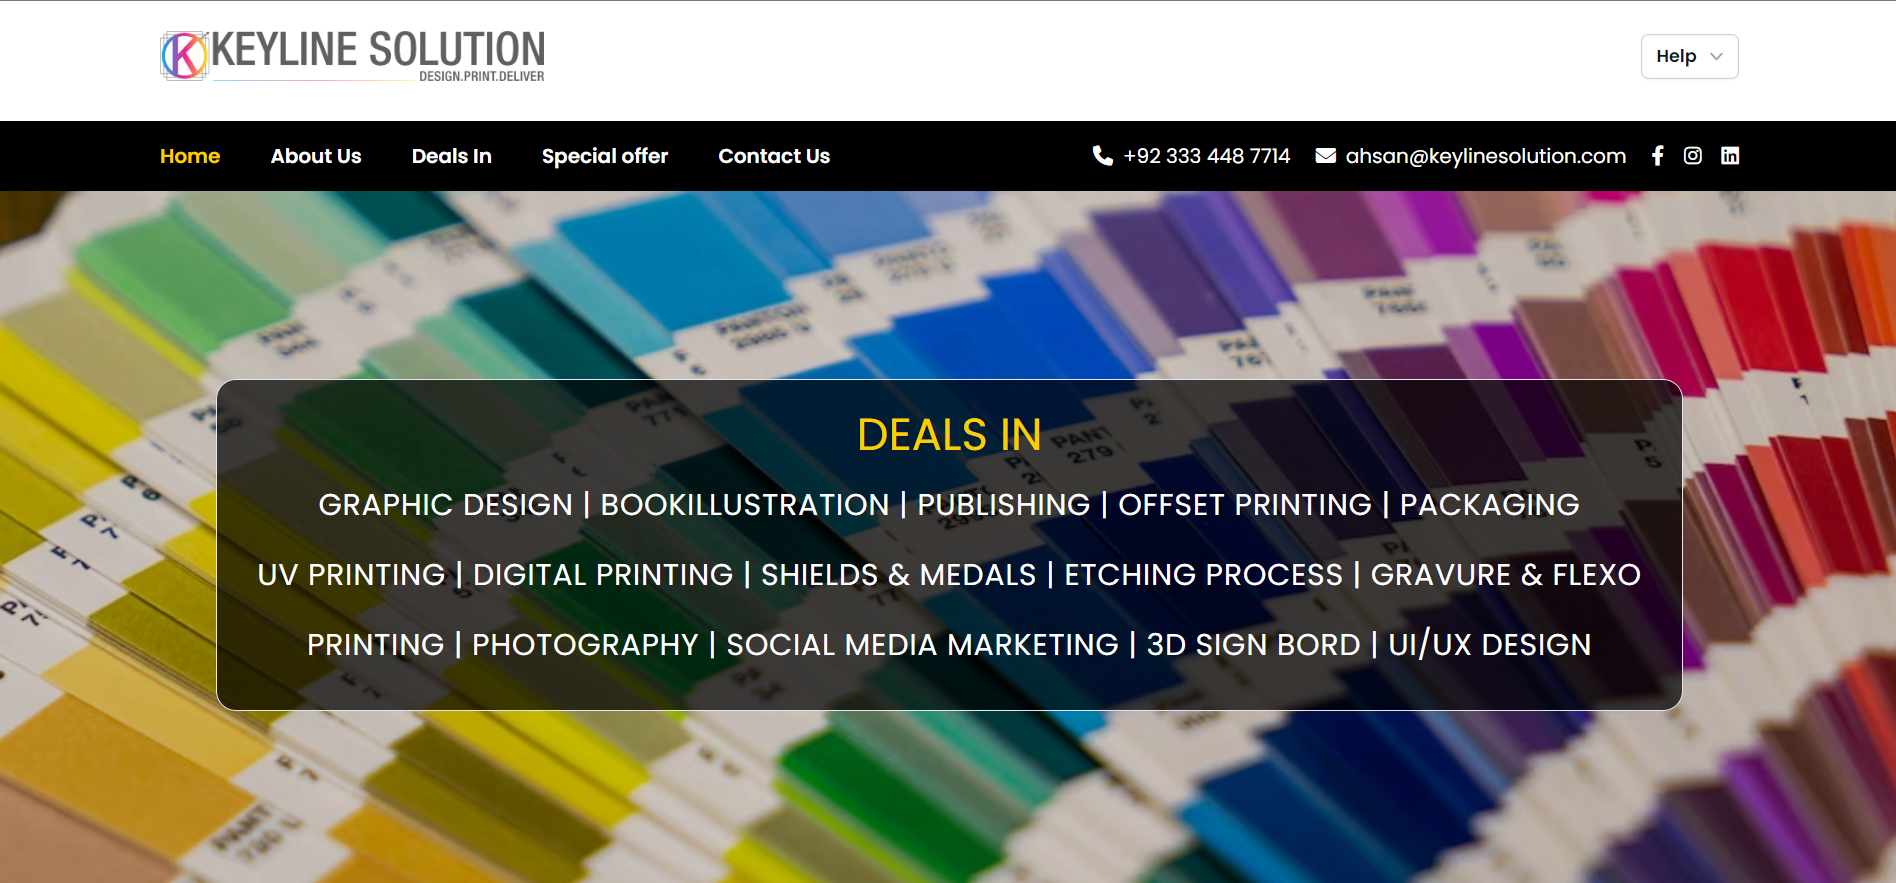 KEYLINE SOLUTION
DESIGN.PRINT.DELIVER
Help
Home About Us Deals In Special offer Contact Us +92 333 448 7714 ahsan@keylinesolution.com
DEALS IN
GRAPHIC DESIGN | BOOKILLUSTRATION | PUBLISHING | OFFSET PRINTING | PACKAGING
UV PRINTING | DIGITAL PRINTING | SHIELDS & MEDALS | ETCHING PROCESS | GRAVURE & FLEXO
PRINTING | PHOTOGRAPHY | SOCIAL MEDIA MARKETING | 3D SIGN BORD | UI/UX DESIGN